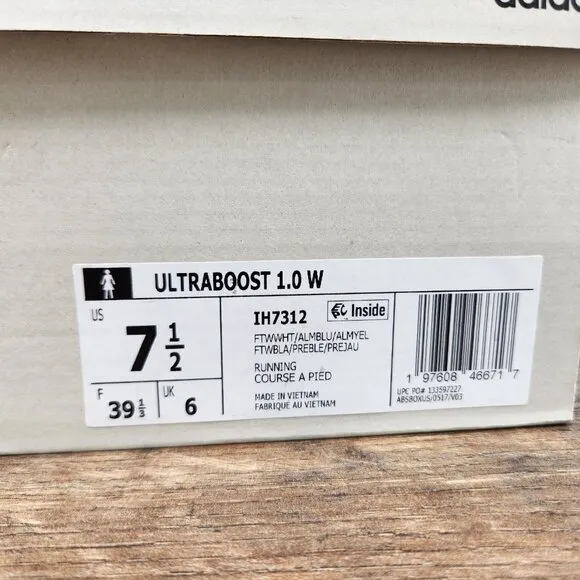 adidas
ULTRABOOST 1.0 W
US
7 1/2
F
39 1/3
UK
6
IH7312
Inside
FTWWHT/ALMBLU/ALMYEL
FTWBLA/PREBLE/PREJAU
RUNNING
COURSE A PIED
MADE IN VIETNAM
FABRIQUE AU VIETNAM
1 97608 46671 7
UPC PO# 133597227
ABSBOXUS/0517/V03